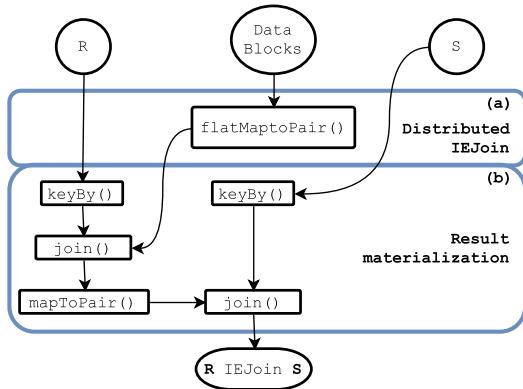 R
Data
Blocks
S
(a)
flatMaptoPair()
Distributed
IEJoin
(b)
keyBy()
keyBy()
join()
Result
materialization
mapToPair()
join()
R IEJoin S